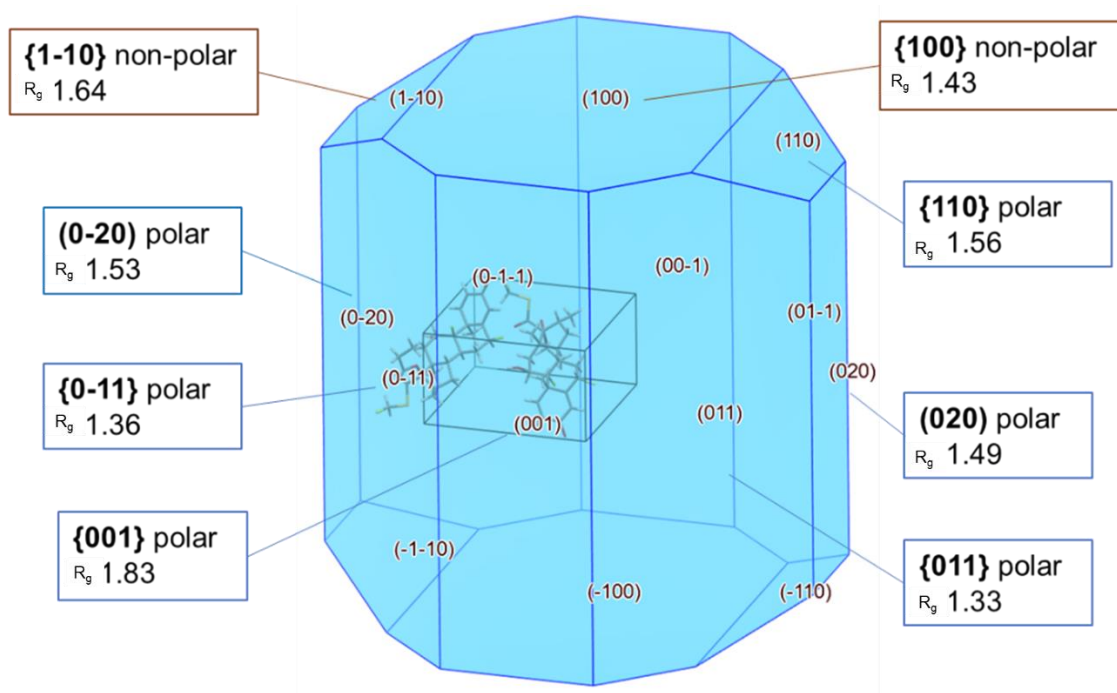 {1-10} non-polar
Rg 1.64
{100} non-polar
Rg 1.43
(1-10)
(100)
(110)
{110} polar
Rg 1.56
(0-20) polar
Rg 1.53
(0-1-1)
(00-1)
(0-20)
(01-1)
(020)
{0-11} polar
Rg 1.36
(0-11)
(001)
(011)
(020) polar
Rg 1.49
{001} polar
Rg 1.83
(-1-10)
(-100)
(-110)
{011} polar
Rg 1.33